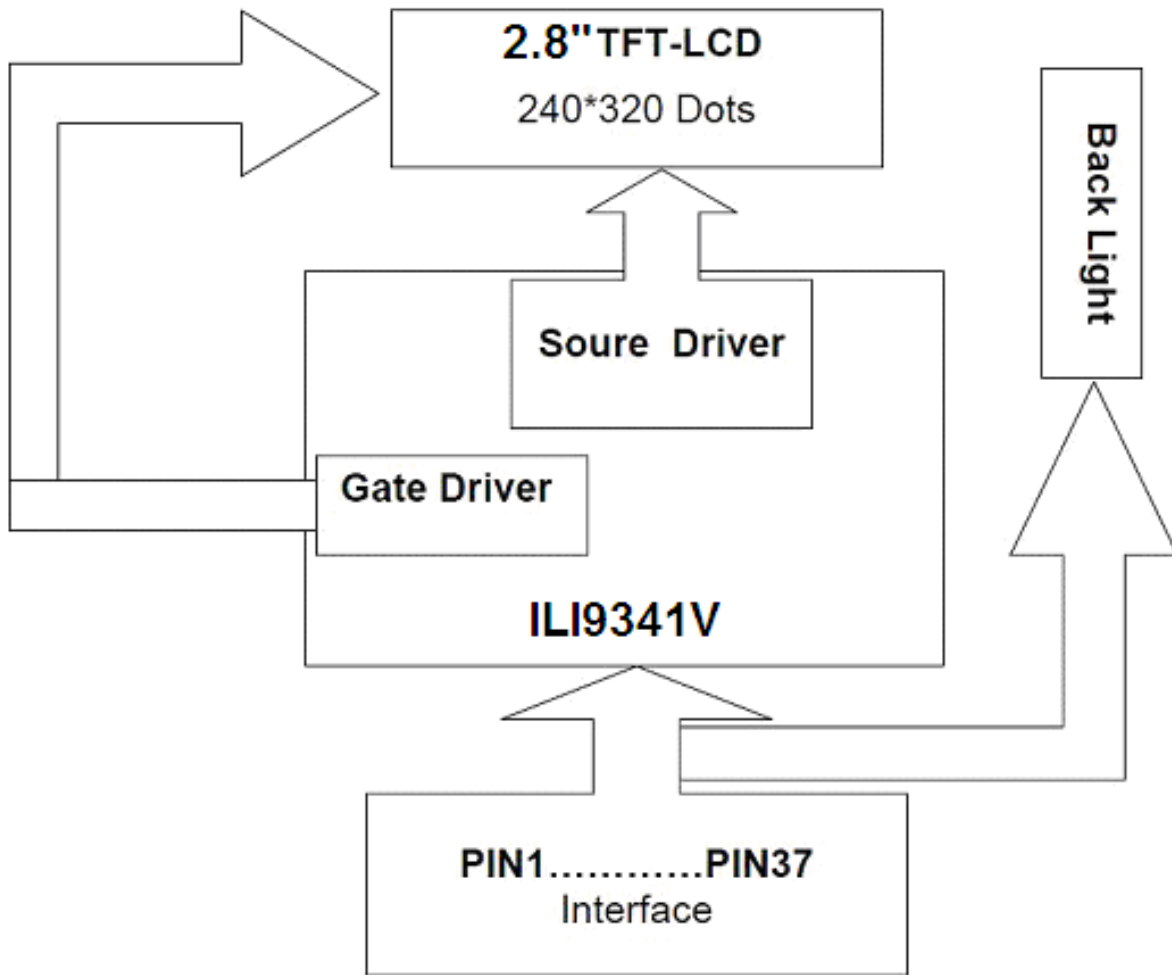 2.8" TFT-LCD
240*320 Dots
Back Light
Soure Driver
Gate Driver
ILI9341V
PIN1............PIN37
Interface